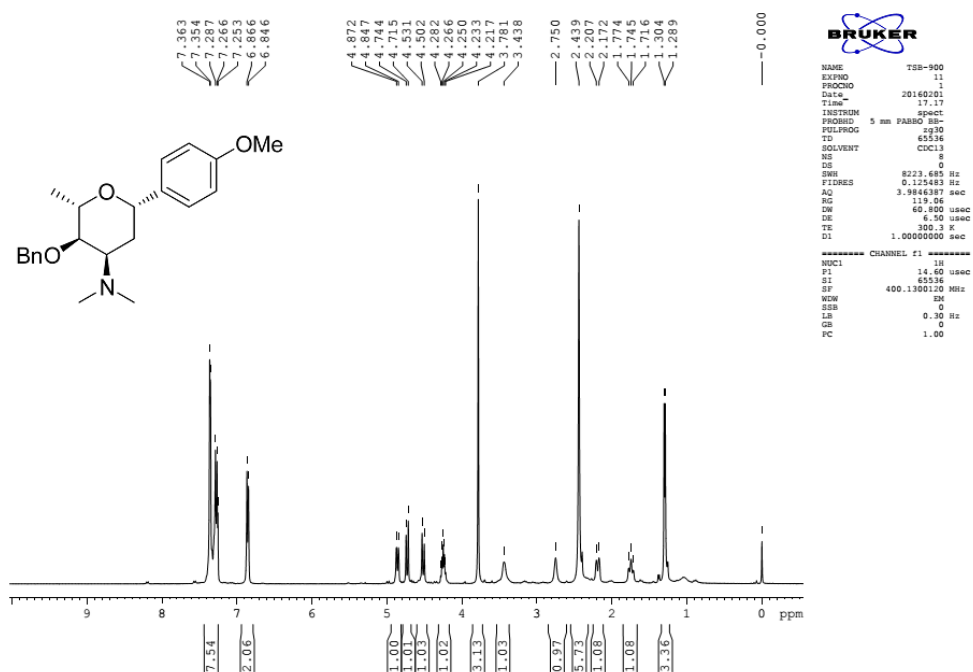 7.363
7.354
7.287
7.266
7.253
6.866
6.846
4.872
4.847
4.744
4.715
4.531
4.502
4.282
4.266
4.250
4.233
4.217
3.781
3.438
2.750
2.439
2.207
2.172
1.774
1.745
1.716
1.304
1.289
-0.000
BRUKER
NAME TSB-900
EXPNO 11
PROCNO 1
Date_ 20160201
Time 17.17
INSTRUM spect
PROBHD 5 mm PABBO BB-
PULPROG zg30
TD 65536
SOLVENT CDCl3
NS 8
DS 0
SWH 8223.685 Hz
FIDRES 0.125483 Hz
AQ 3.9846387 sec
RG 119.06
DW 60.800 usec
DE 6.50 usec
TE 300.3 K
D1 1.00000000 sec
======== CHANNEL f1 ========
NUC1 1H
P1 14.60 usec
SI 65536
SF 400.1300120 MHz
WDW EM
SSB 0
LB 0.30 Hz
GB 0
PC 1.00
OMe
O
BnO
N
9 8 7 6 5 4 3 2 1 0 ppm
7.54
2.06
1.00
1.01
1.03
1.02
3.13
1.03
0.97
5.73
1.08
1.08
3.36